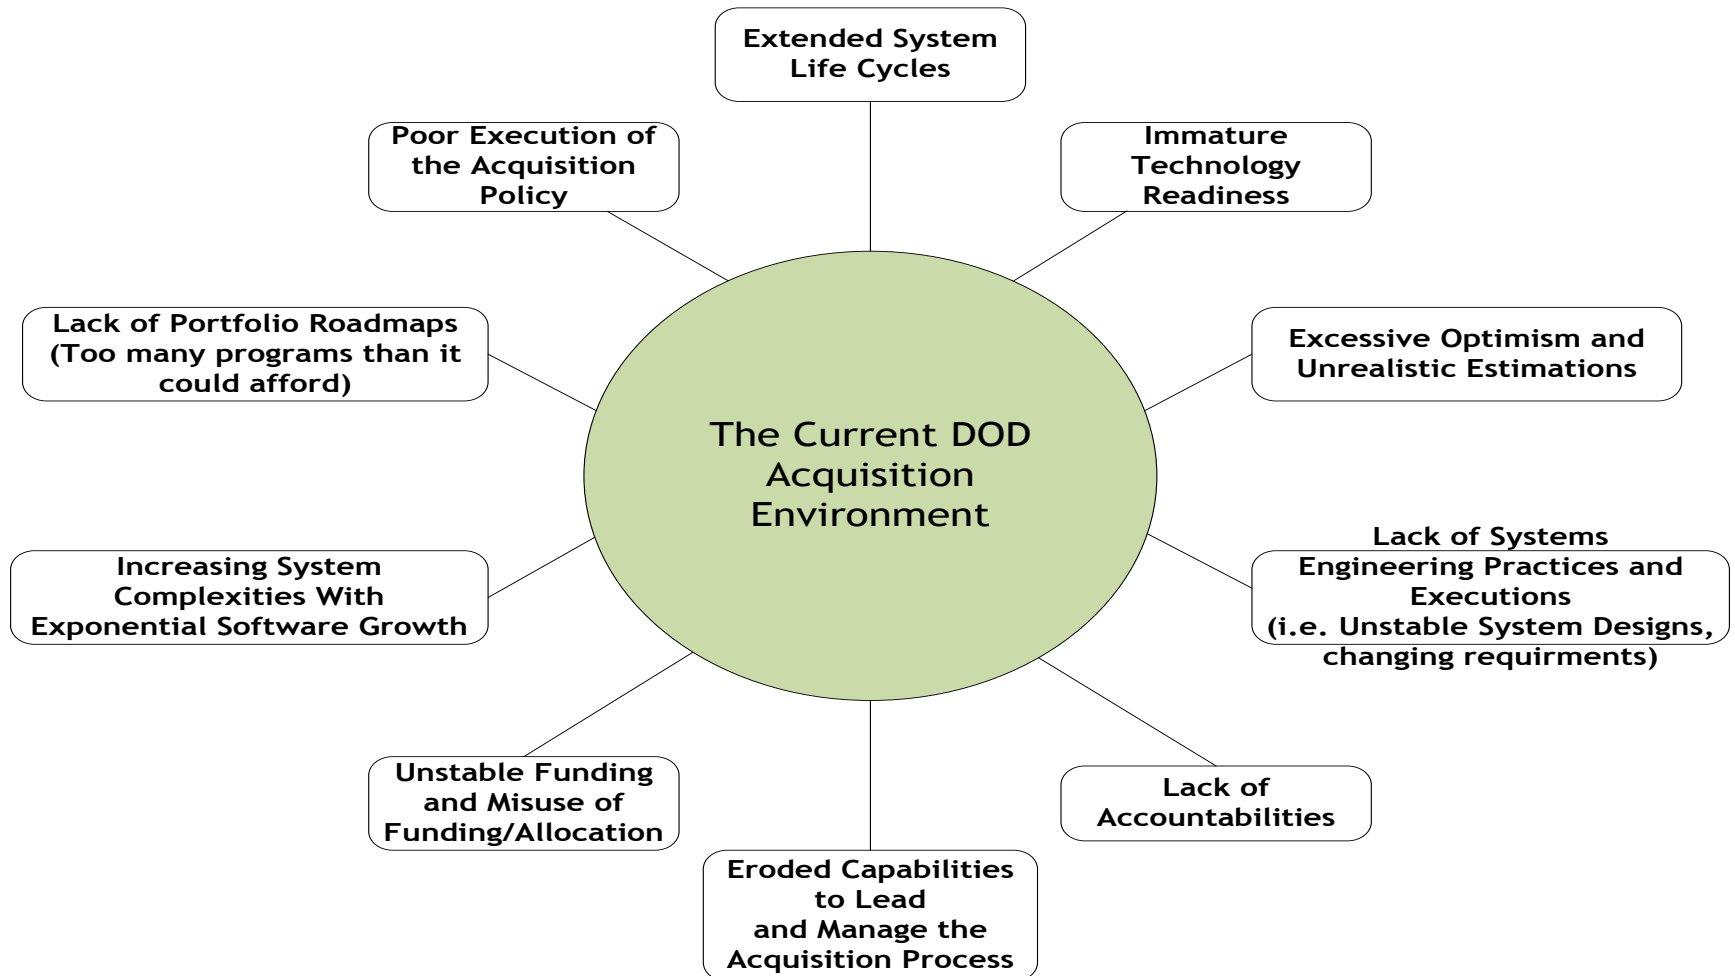 Extended System
Life Cycles
Poor Execution of
the Acquisition
Policy
Immature
Technology
Readiness
Lack of Portfolio Roadmaps
(Too many programs than it
could afford)
Excessive Optimism and
Unrealistic Estimations
The Current DOD
Acquisition
Environment
Increasing System
Complexities With
Exponential Software Growth
Lack of Systems
Engineering Practices and
Executions
(i.e. Unstable System Designs,
changing requirments)
Unstable Funding
and Misuse of
Funding/Allocation
Lack of
Accountabilities
Eroded Capabilities
to Lead
and Manage the
Acquisition Process